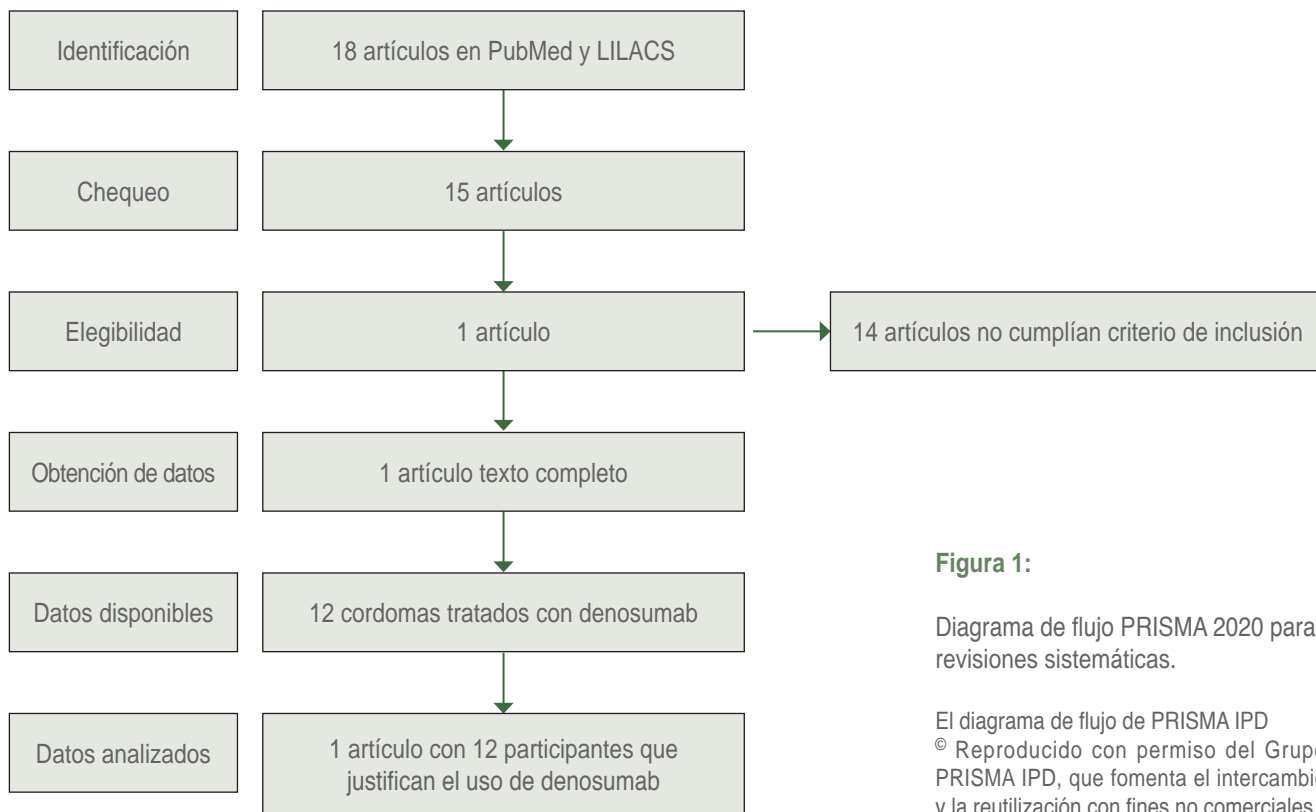 Identificación
18 artículos en PubMed y LILACS
Chequeo
15 artículos
Elegibilidad
1 artículo
14 artículos no cumplían criterio de inclusión
Obtención de datos
1 artículo texto completo
Datos disponibles
12 cordomas tratados con denosumab
Datos analizados
1 artículo con 12 participantes que
justifican el uso de denosumab
Figura 1:
Diagrama de flujo PRISMA 2020 para
revisiones sistemáticas.
El diagrama de flujo de PRISMA IPD
© Reproducido con permiso del Grupo
PRISMA IPD, que fomenta el intercambio
y la reutilización con fines no comerciales.